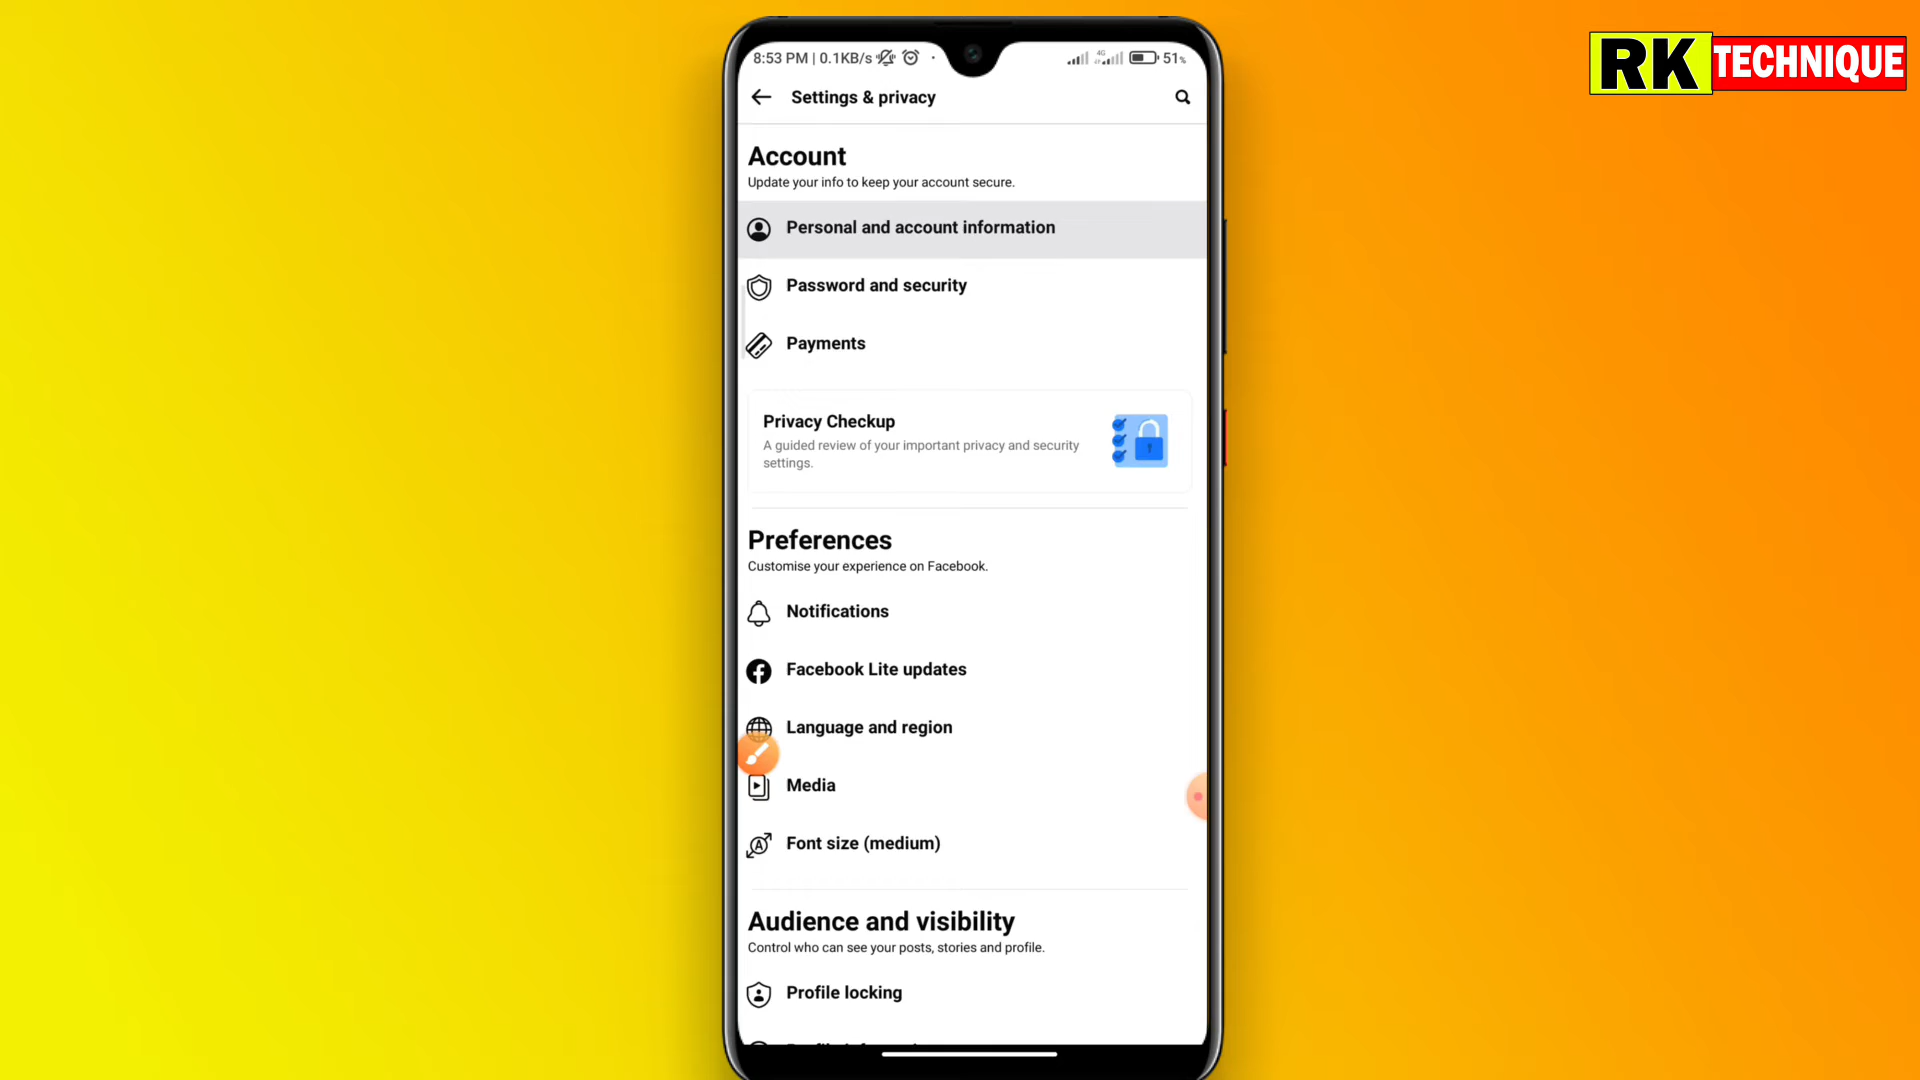 8:53 PM | 0.1KB/s
4G
51%
RK TECHNIQUE
Settings & privacy
Account
Update your info to keep your account secure.
Personal and account information
Password and security
Payments
Privacy Checkup
A guided review of your important privacy and security
settings.
Preferences
Customise your experience on Facebook.
Notifications
Facebook Lite updates
Language and region
Media
Font size (medium)
Audience and visibility
Control who can see your posts, stories and profile.
Profile locking